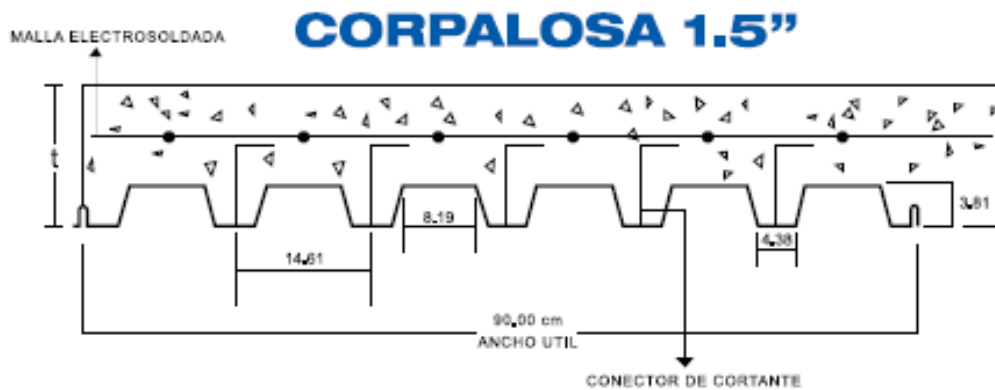 CORPALOSA 1.5”
MALLA ELECTROSOLDADA
t
3.81
8.19
4.38
14.61
90.00 cm
ANCHO UTIL
CONECTOR DE CORTANTE